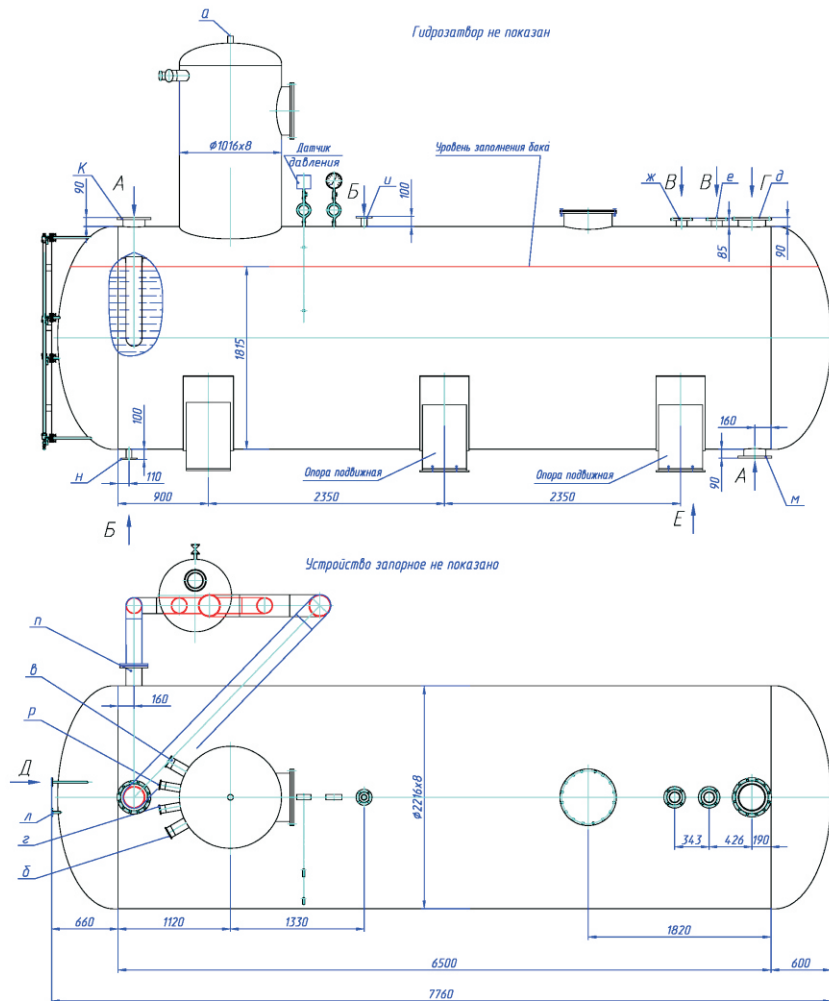 а
Гидрозатвор не показан
Ø1016x8
Датчик
давления
Уровень заполнения бака
К
А
90
Б
и
100
ж
В
В
е
Г
д
85
90
1815
100
н
110
900
2350
2350
Опора подвижная
Опора подвижная
160
90
А
м
Б
Е
Устройство запорное не показано
п
в
160
р
Д
л
г
б
Ø2216x8
343
426
190
660
1120
1330
1820
6500
600
7760